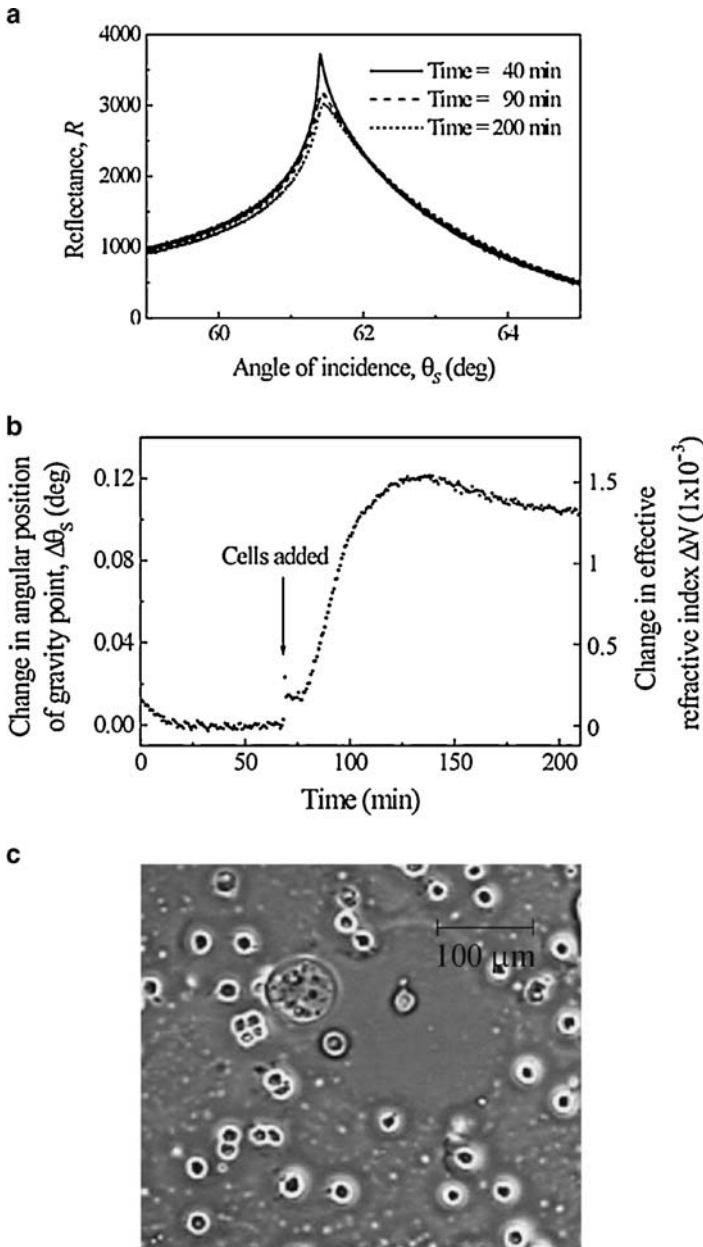 a
4000
3000
2000
1000
0
Reflectance, R
Time = 40 min
Time = 90 min
Time = 200 min
60
62
64
Angle of incidence, θS (deg)
b
Change in angular position
of gravity point, ΔθS (deg)
0.12
0.08
0.04
0.00
Cells added
1.5
1
0.5
0
Change in effective
refractive index ΔN (1x10⁻³)
0
50
100
150
200
Time (min)
c
100 μm